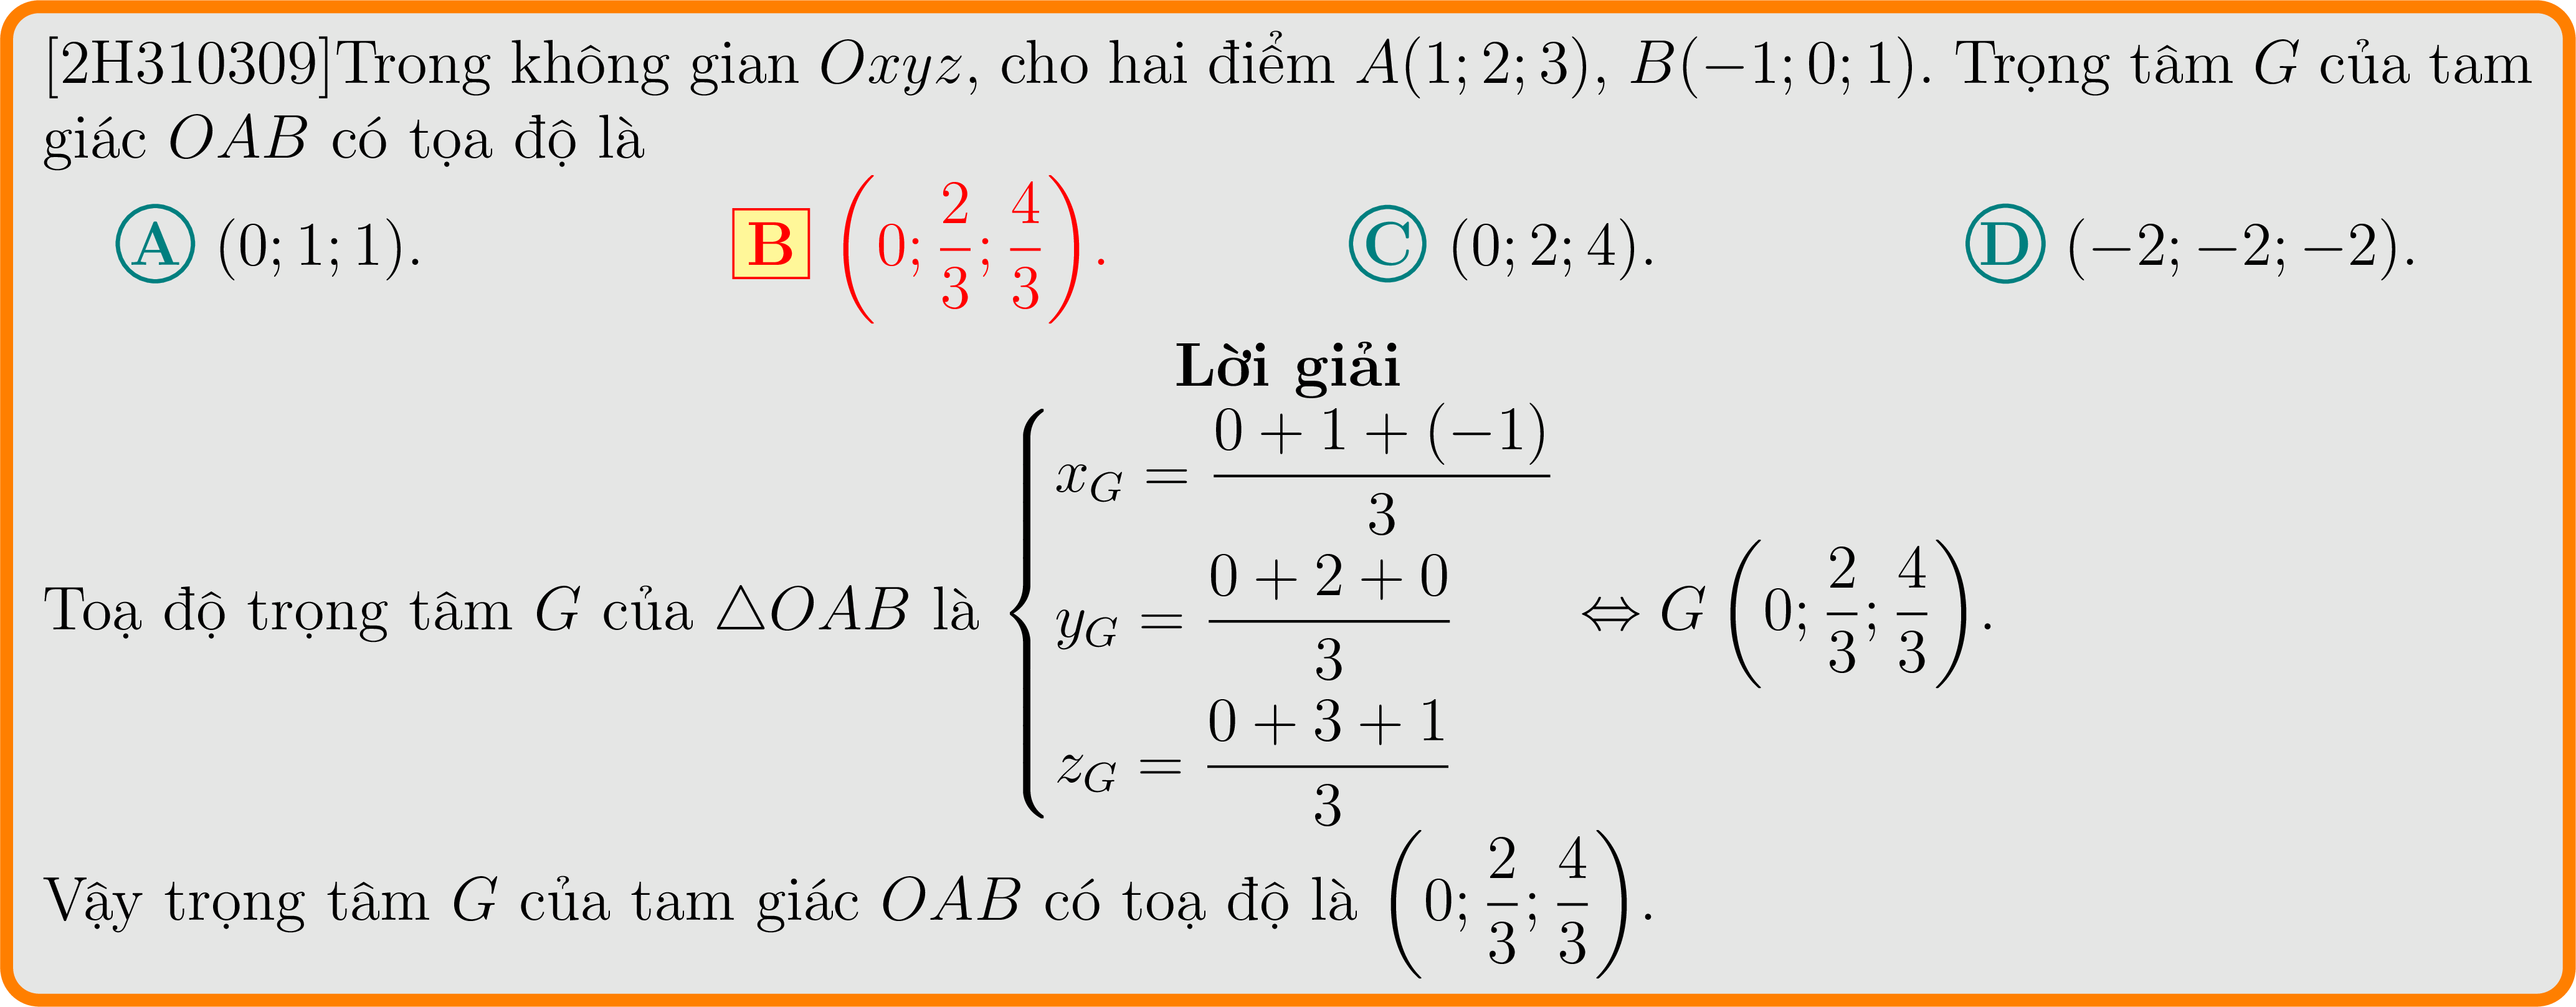 [2H310309]Trong không gian $Oxyz$, cho hai điểm $A(1;2;3)$, $B(-1;0;1)$. Trọng tâm $G$ của tam
giác $OAB$ có tọa độ là
A $(0;1;1)$. B $\left(0;\frac{2}{3};\frac{4}{3}\right)$. C $(0;2;4)$. D $(-2;-2;-2)$.
Lời giải
Toạ độ trọng tâm $G$ của $\triangle OAB$ là $\begin{cases} x_G = \frac{0+1+(-1)}{3} \\ y_G = \frac{0+2+0}{3} \\ z_G = \frac{0+3+1}{3} \end{cases} \Leftrightarrow G\left(0;\frac{2}{3};\frac{4}{3}\right)$.
Vậy trọng tâm $G$ của tam giác $OAB$ có toạ độ là $\left(0;\frac{2}{3};\frac{4}{3}\right)$.